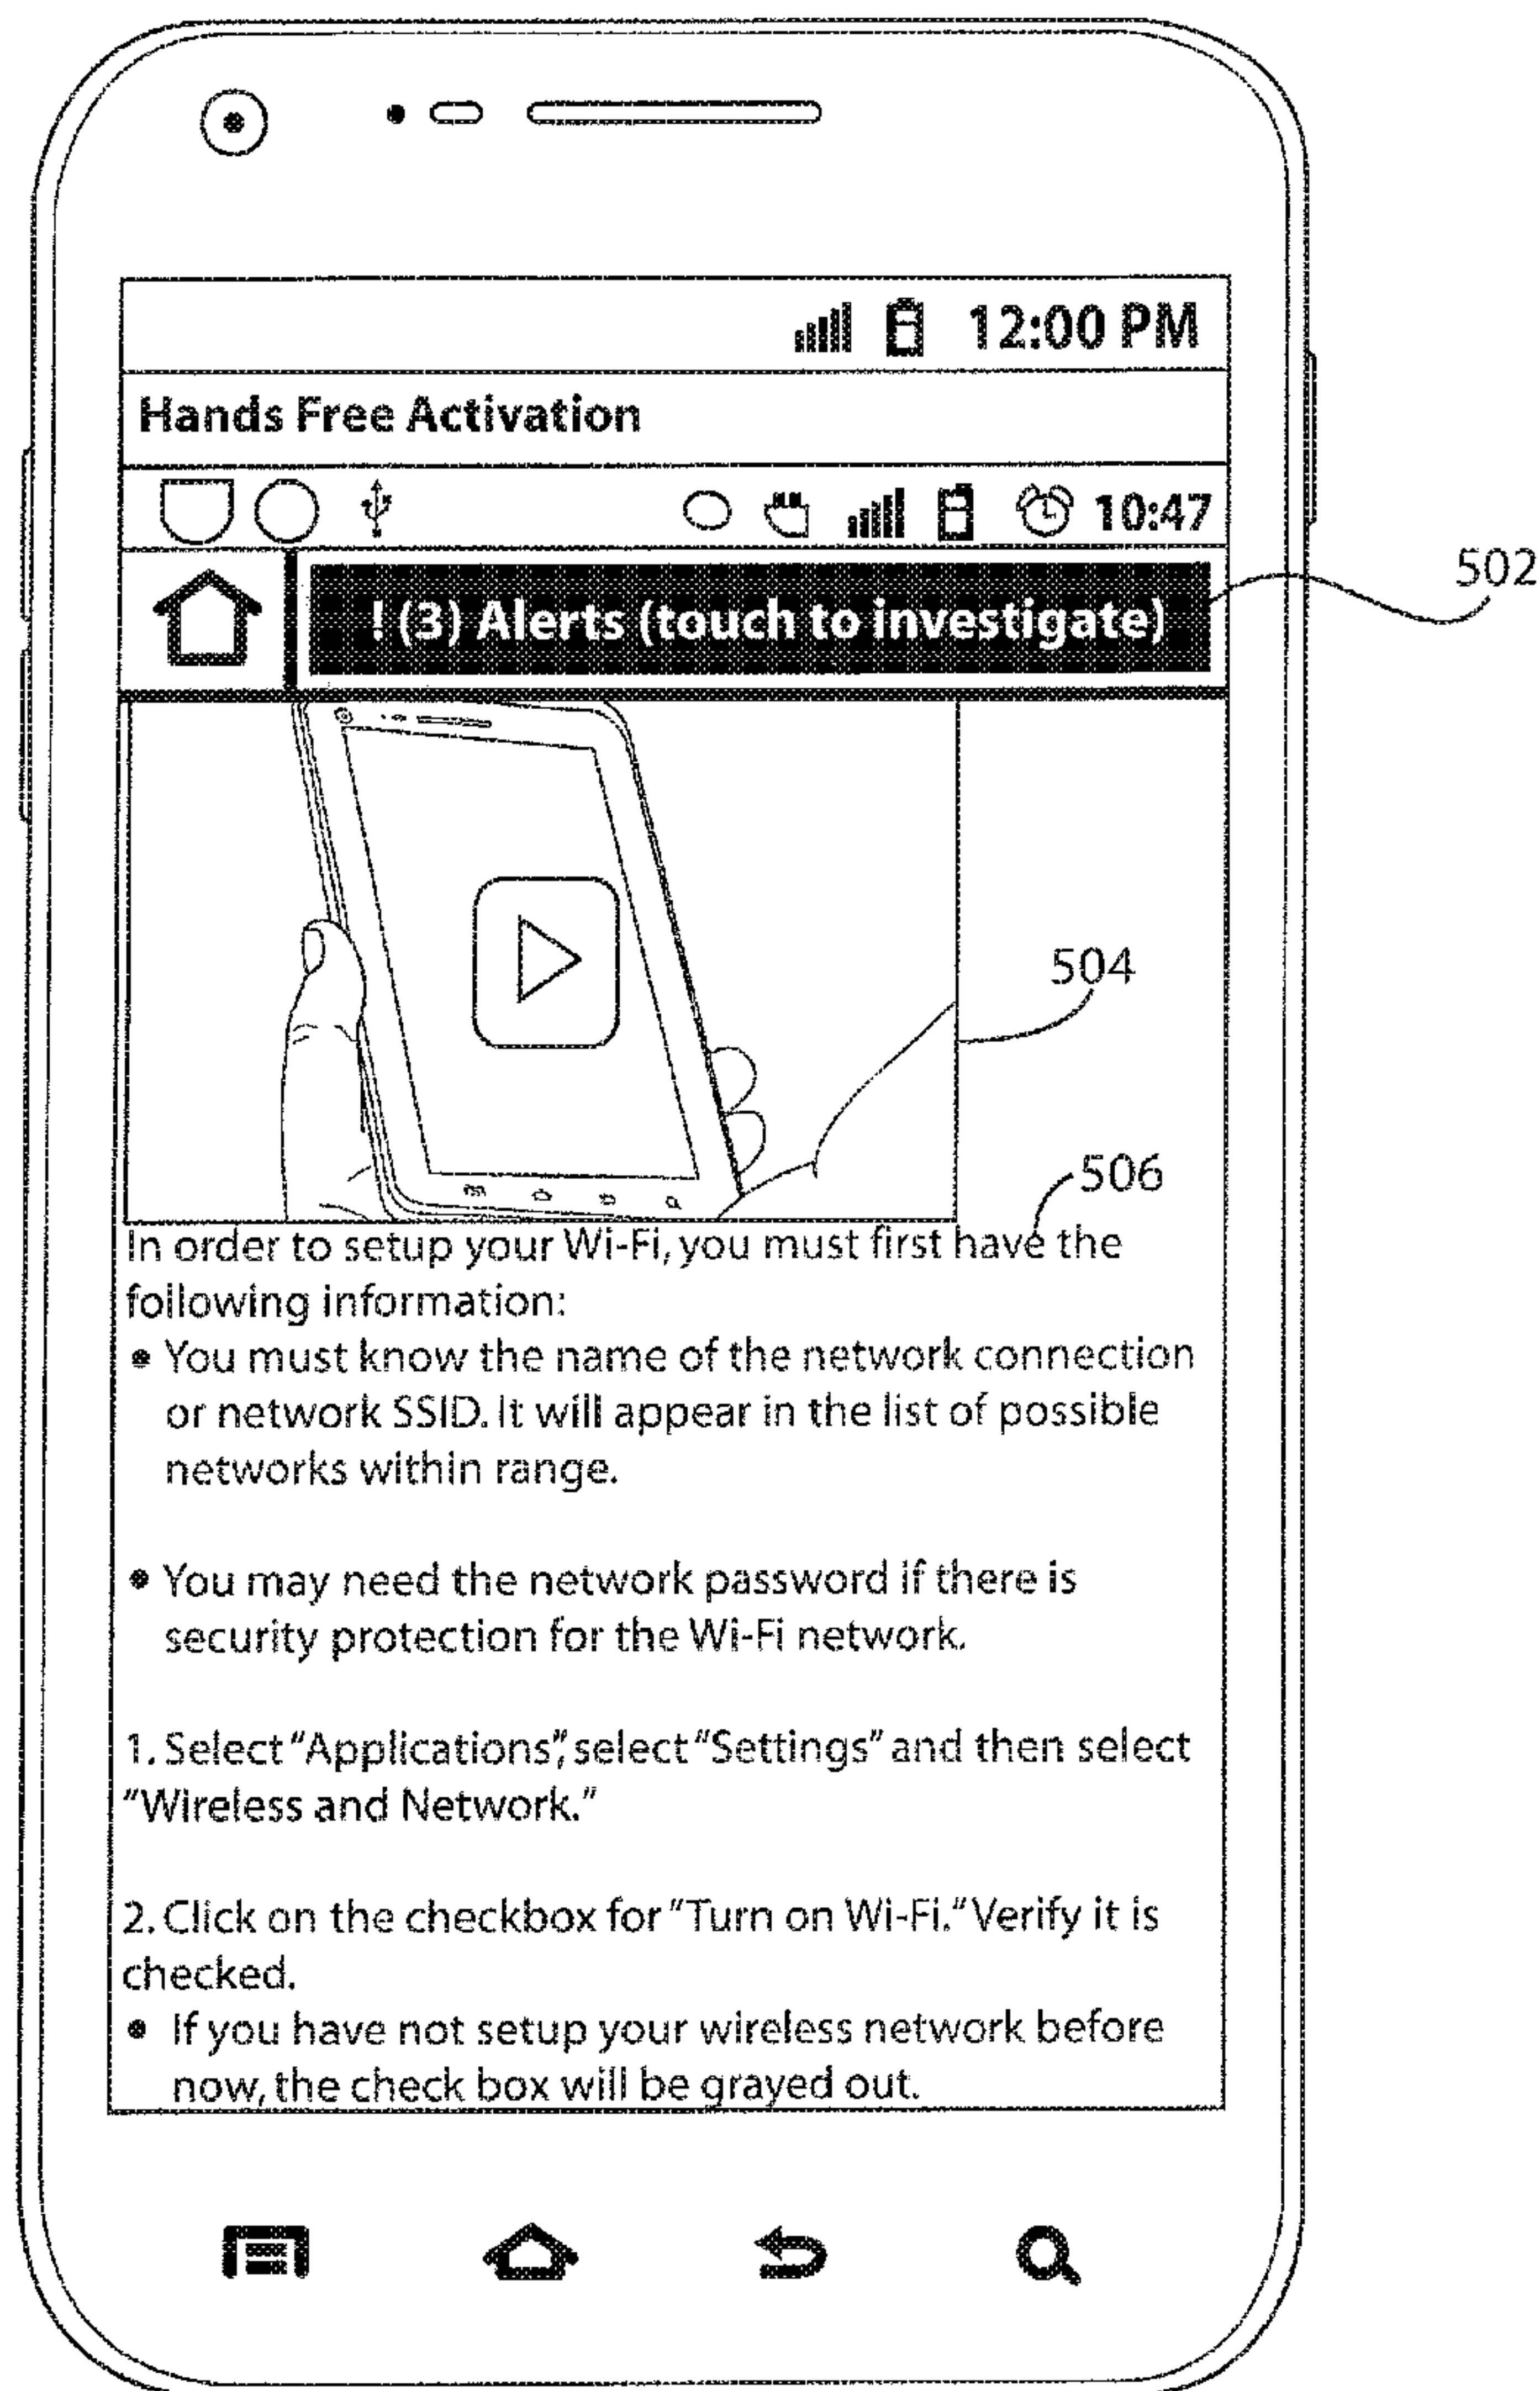 12:00 PM
Hands Free Activation
10:47
! (3) Alerts (touch to investigate)
502
504
506
In order to setup your Wi-Fi, you must first have the
following information:
• You must know the name of the network connection
or network SSID. It will appear in the list of possible
networks within range.
• You may need the network password if there is
security protection for the Wi-Fi network.
1. Select "Applications", select "Settings" and then select
"Wireless and Network."
2. Click on the checkbox for "Turn on Wi-Fi." Verify it is
checked.
• If you have not setup your wireless network before
now, the check box will be grayed out.